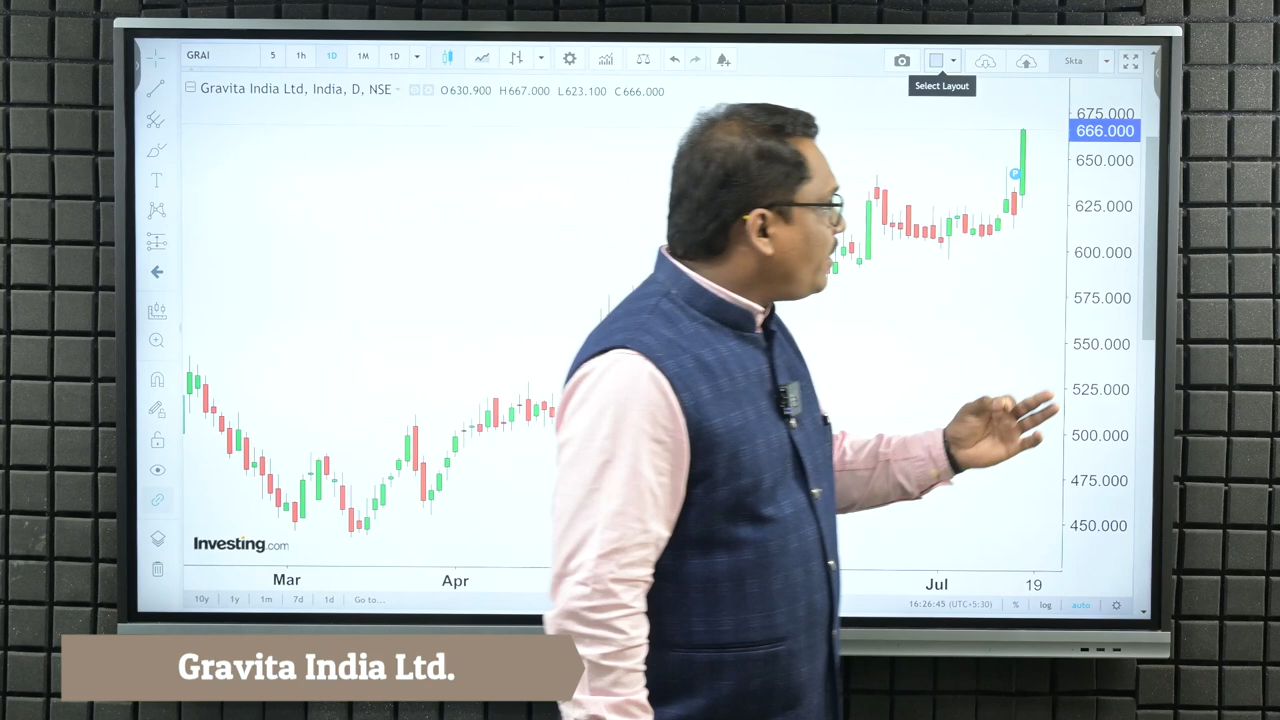 GRAI 5 1h 1D 1M 1D Skta
Select Layout
Gravita India Ltd, India, D, NSE O630.900 H667.000 L623.100 C666.000
675.000
666.000
650.000
625.000
600.000
575.000
550.000
525.000
500.000
475.000
450.000
T
P
Investing.com
Mar Apr Jul 19
10y 1y 1m 7d 1d Go to... 16:26:45 (UTC+5:30) % log auto
Gravita India Ltd.